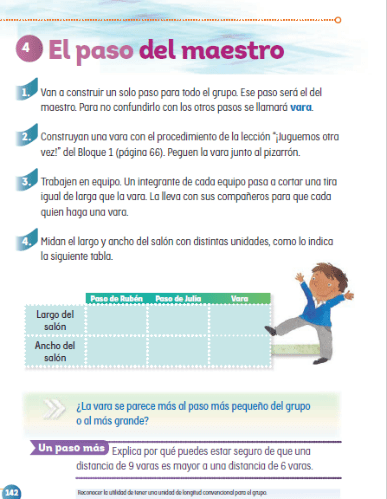 4 El paso del maestro
1. Van a construir un solo paso para todo el grupo. Ese paso será el del
maestro. Para no confundirlo con los otros pasos se llamará vara.
2. Construyan una vara con el procedimiento de la lección "¡Juguemos otra
vez!" del Bloque 1 (página 66). Peguen la vara junto al pizarrón.
3. Trabajen en equipo. Un integrante de cada equipo pasa a cortar una tira
igual de larga que la vara. La lleva con sus compañeros para que cada
quien haga una vara.
4. Midan el largo y ancho del salón con distintas unidades, como lo indica
la siguiente tabla.
Paso de Rubén Paso de Julia Vara
Largo del
salón
Ancho del
salón
¿La vara se parece más al paso más pequeño del grupo
o al más grande?
Un paso más Explica por qué puedes estar seguro de que una
distancia de 9 varas es mayor a una distancia de 6 varas.
142 Reconocer la utilidad de tener una unidad de longitud convencional para el grupo.